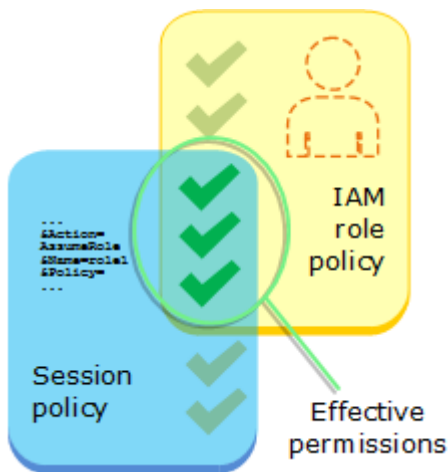 IAM
role
policy
...
&Action=
AssumeRole
&Name=role1
&Policy=
...
Session
policy
Effective
permissions